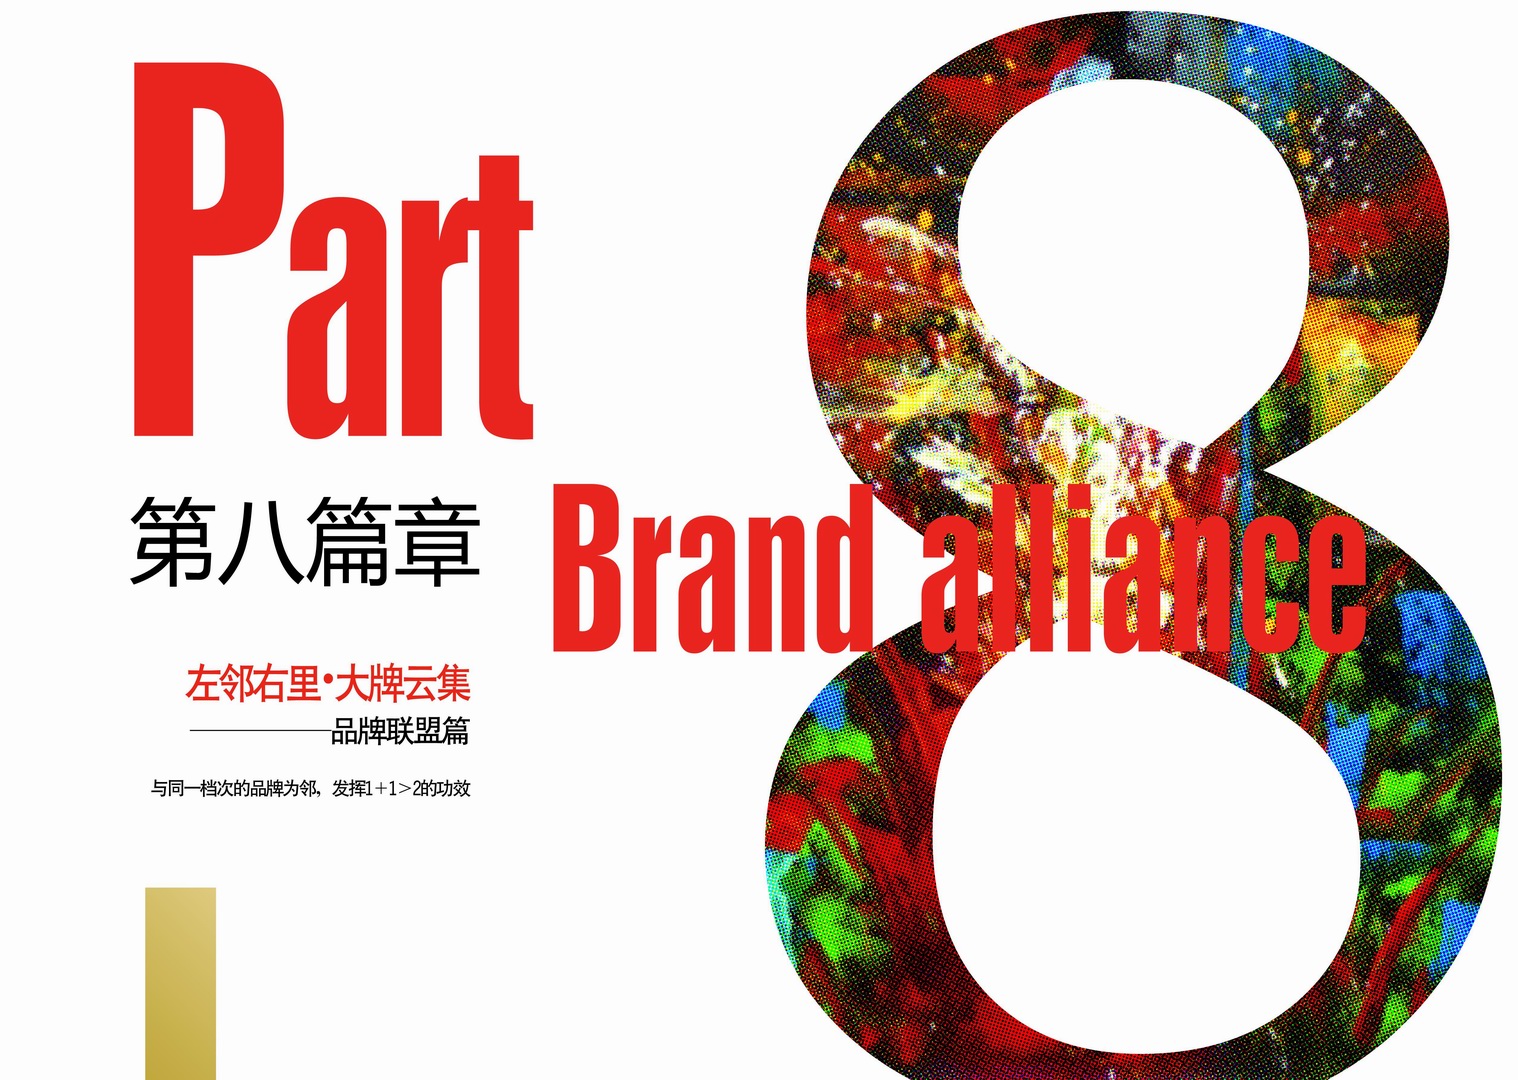 Part
8
第八篇章
Brand alliance
左邻右里·大牌云集
————品牌联盟篇
与同一档次的品牌为邻，发挥1+1>2的功效